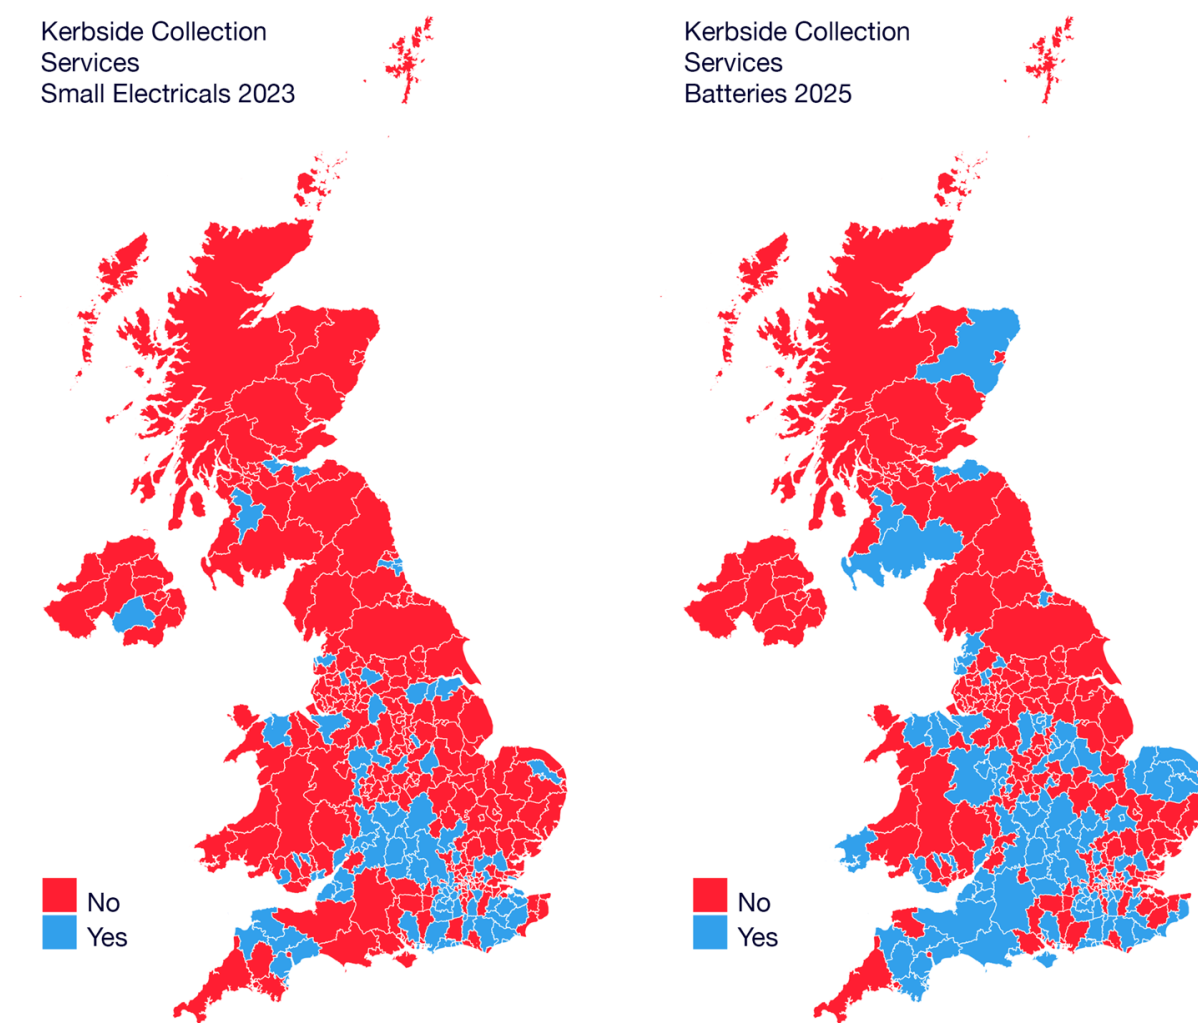 Kerbside Collection
Services
Small Electricals 2023
Kerbside Collection
Services
Batteries 2025
No
Yes
No
Yes